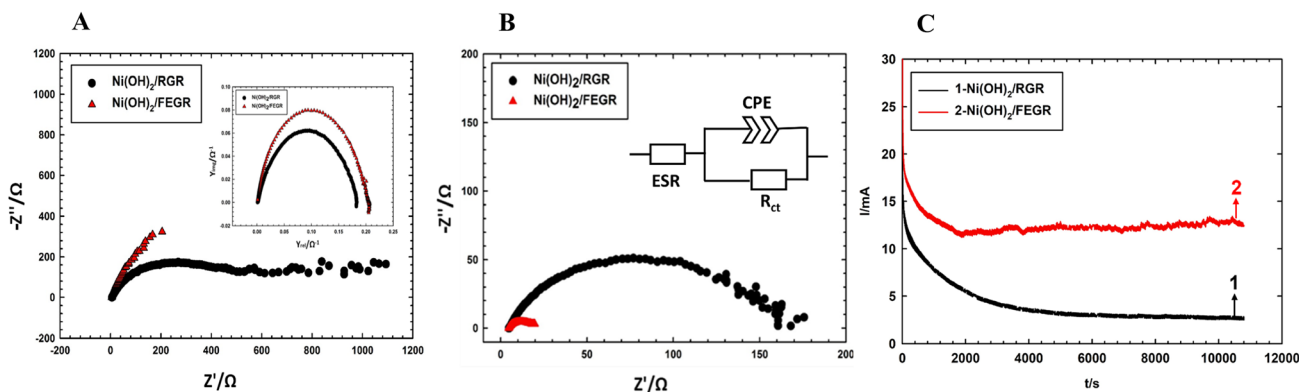 A
1200
1000
800
600
400
200
0
-200
-Z''/Ω
-200 0 200 400 600 800 1000 1200
Z'/Ω
Ni(OH)₂/RGR
Ni(OH)₂/FEGR
0.10
0.08
0.06
0.04
0.02
0.00
0.00 0.05 0.10 0.15 0.20 0.25
Ni(OH)₂/RGR
Ni(OH)₂/FEGR
B
200
150
100
50
0
-Z''/Ω
0 50 100 150 200
Z'/Ω
Ni(OH)₂/RGR
Ni(OH)₂/FEGR
CPE
ESR
Rct
C
30
25
20
15
10
5
0
I/mA
0 2000 4000 6000 8000 10000 12000
t/s
1-Ni(OH)₂/RGR
2-Ni(OH)₂/FEGR
2
1